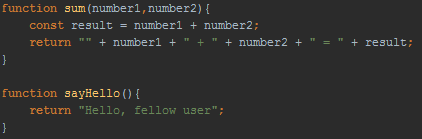 function sum(number1,number2){
    const result = number1 + number2;
    return "" + number1 + " + " + number2 + " = " + result;
}

function sayHello(){
    return "Hello, fellow user";
}